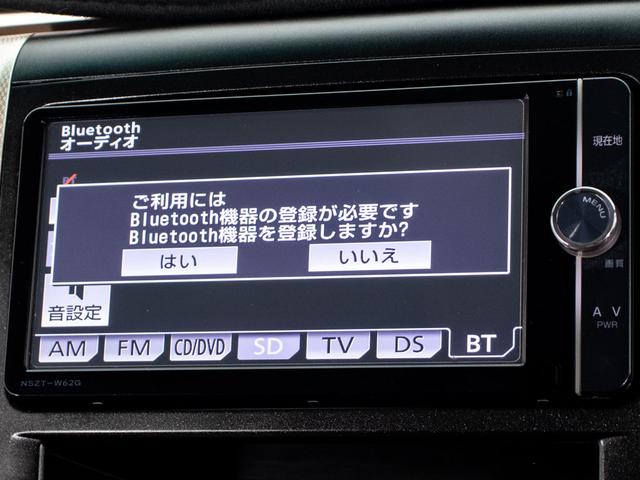 Bluetooth
オーディオ
ご利用には
Bluetooth機器の登録が必要です
Bluetooth機器を登録しますか?
はい
いいえ
音設定
AM
FM
CD/DVD
SD
TV
DS
BT
NSZT-W62G
現在地
MENU
画質
A V
PWR